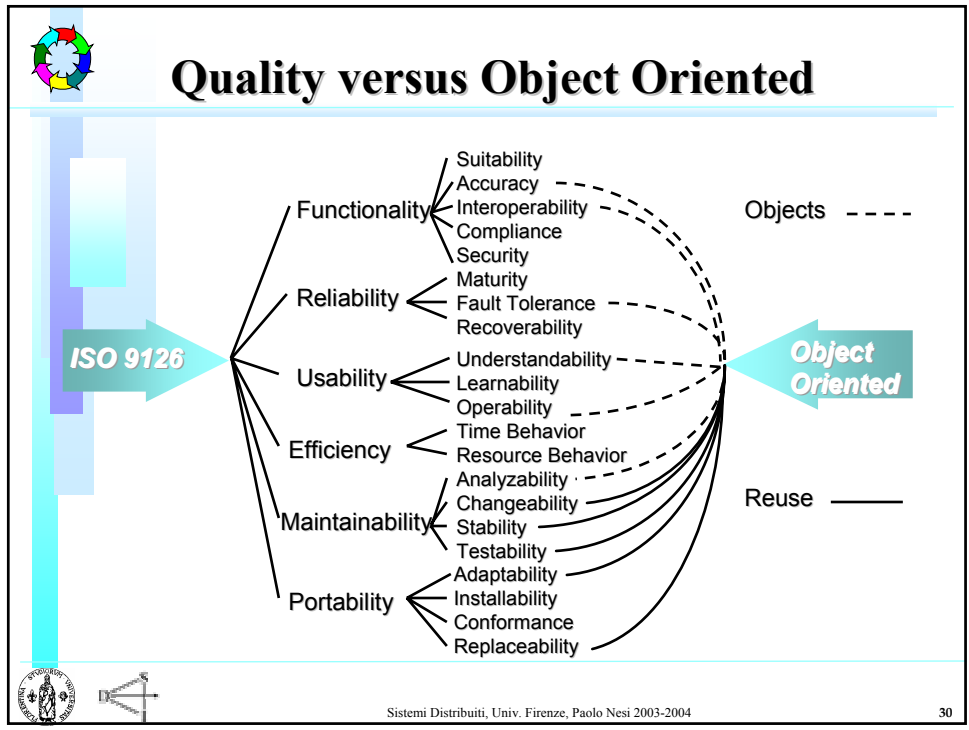 Quality versus Object Oriented
Suitability
Accuracy
Functionality
Interoperability
Objects
Compliance
Security
Maturity
Reliability
Fault Tolerance
Recoverability
ISO 9126
Understandability
Object
Oriented
Usability
Learnability
Operability
Time Behavior
Efficiency
Resource Behavior
Analyzability
Changeability
Reuse
Maintainability
Stability
Testability
Adaptability
Portability
Installability
Conformance
Replaceability
Sistemi Distribuiti, Univ. Firenze, Paolo Nesi 2003-2004
30